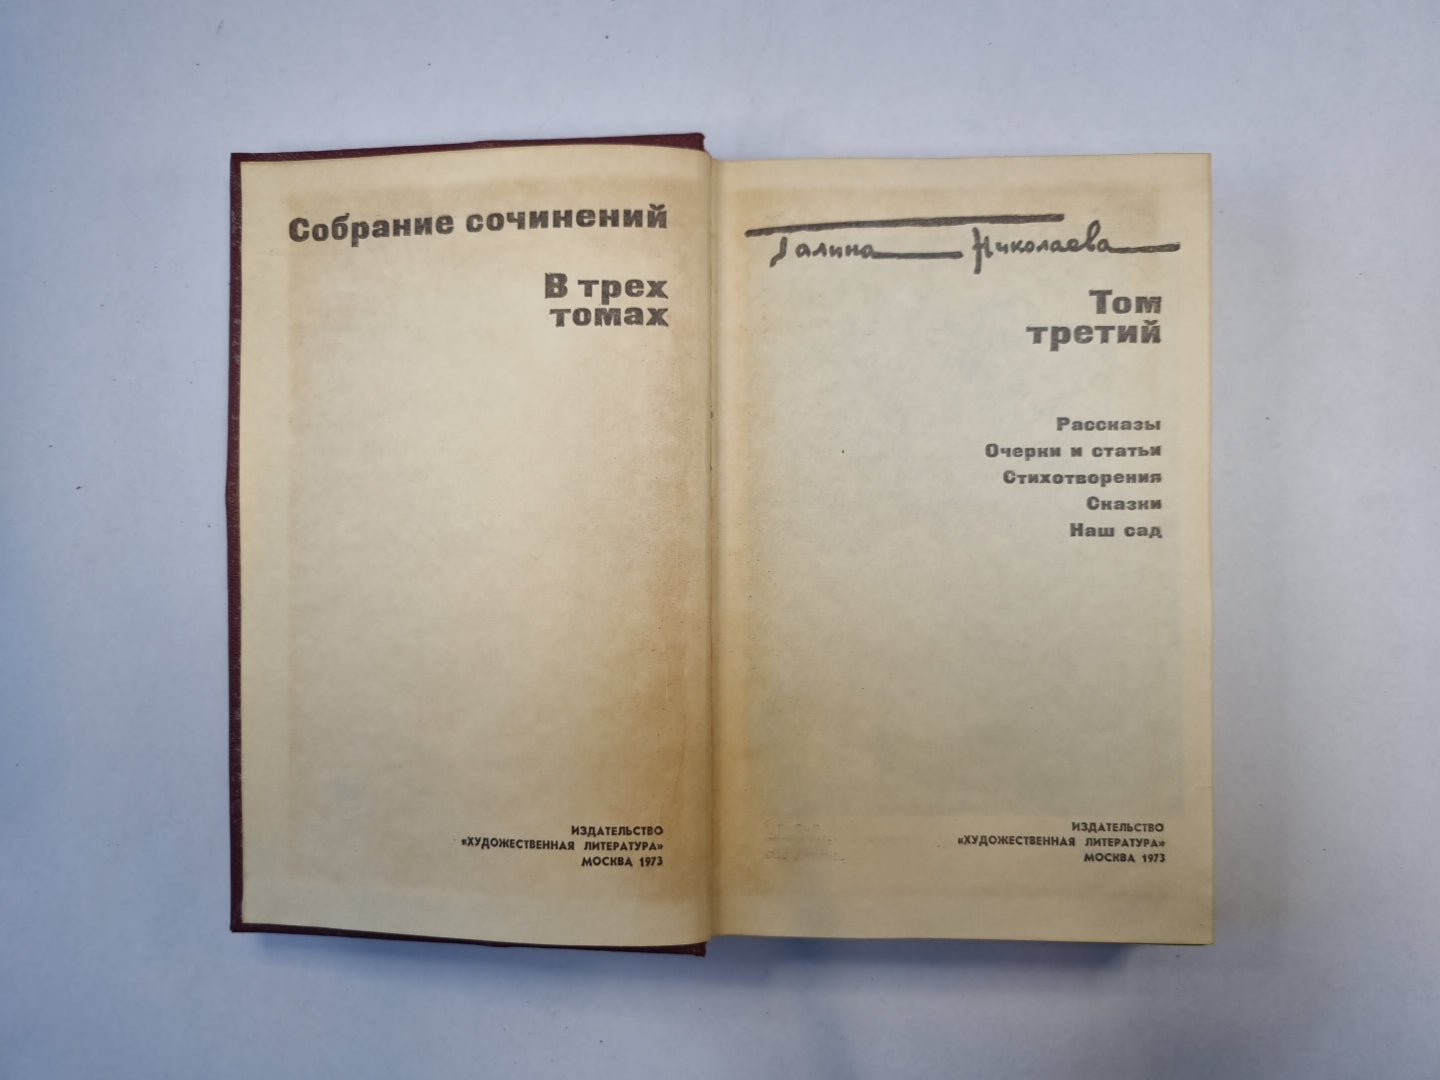 Собрание сочинений
В трех
томах
ИЗДАТЕЛЬСТВО
«ХУДОЖЕСТВЕННАЯ ЛИТЕРАТУРА»
МОСКВА 1973
Галина Николаева
Том
третий
Рассказы
Очерки и статьи
Стихотворения
Сказки
Наш сад
ИЗДАТЕЛЬСТВО
«ХУДОЖЕСТВЕННАЯ ЛИТЕРАТУРА»
МОСКВА 1973